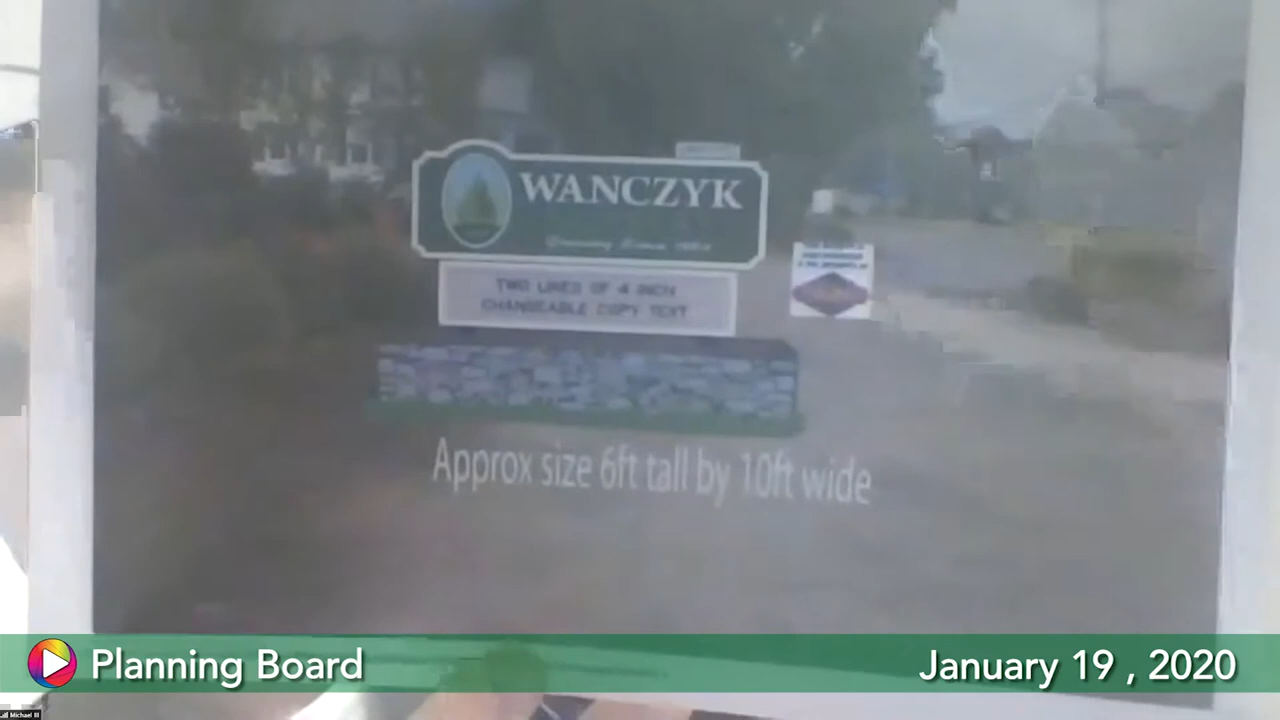 WANCZYK
TWO LINES OF 4 INCH
CHANGEABLE COPY TEXT
Approx size 6ft tall by 10ft wide
Planning Board
January 19 , 2020
Michael